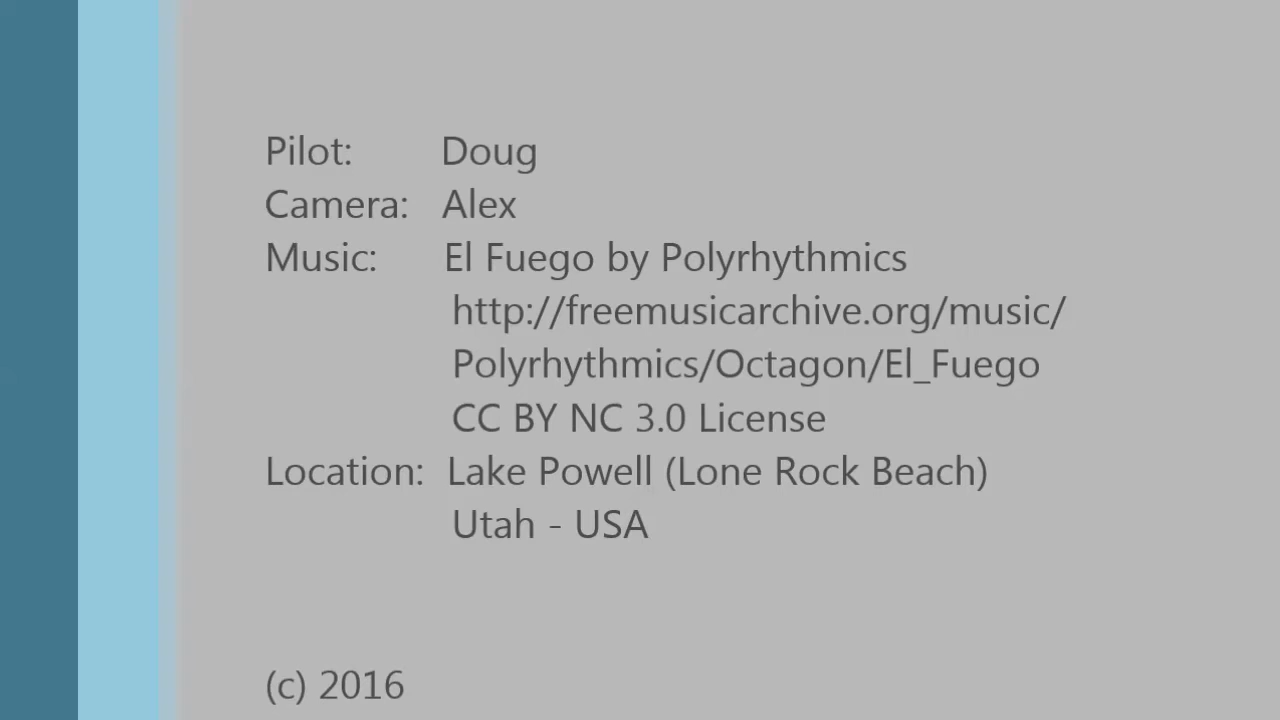 Pilot: Doug
Camera: Alex
Music: El Fuego by Polyrhythmics
http://freemusicarchive.org/music/
Polyrhythmics/Octagon/El_Fuego
CC BY NC 3.0 License
Location: Lake Powell (Lone Rock Beach)
Utah - USA
(c) 2016